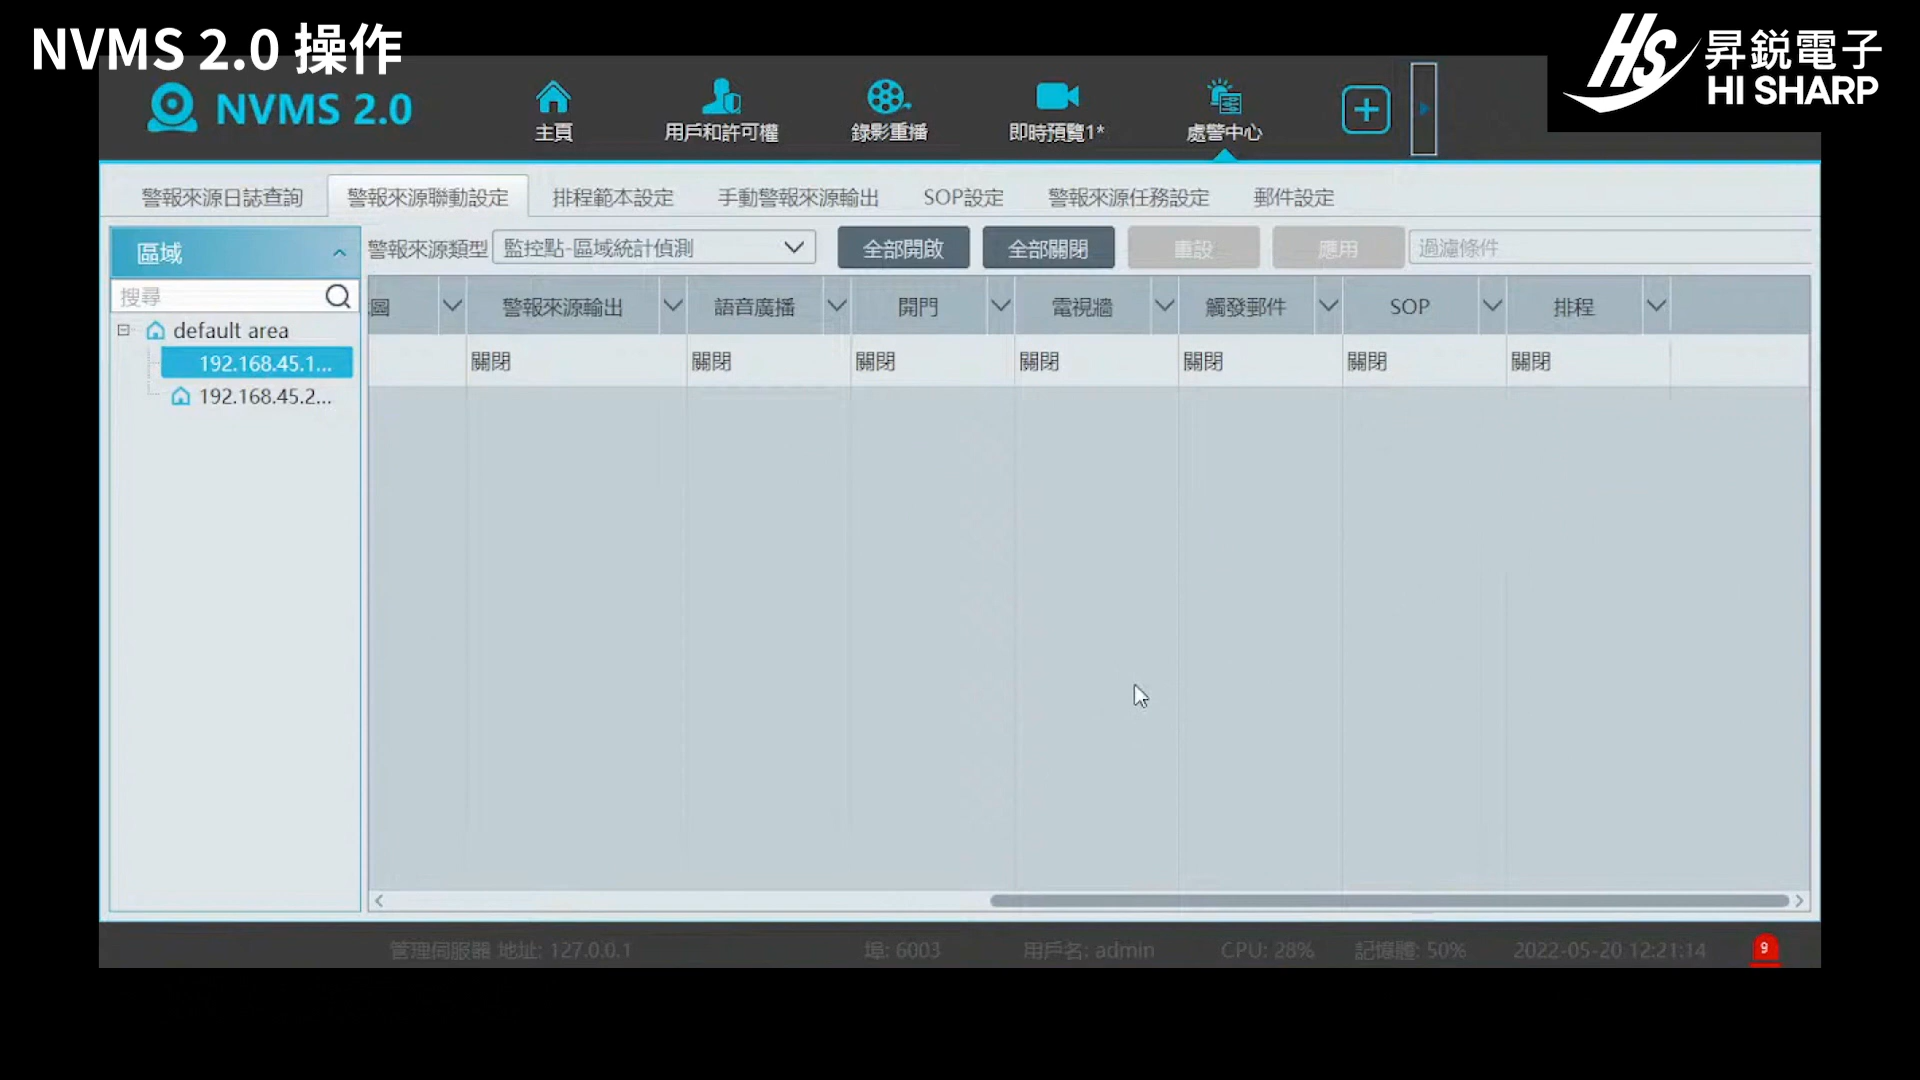 NVMS 2.0 操作
昇銳電子
HI SHARP
NVMS 2.0
主頁
用戶和許可權
錄影重播
即時預覽1*
處警中心
警報來源日誌查詢
警報來源聯動設定
排程範本設定
手動警報來源輸出
SOP設定
警報來源任務設定
郵件設定
區域
警報來源類型
監控點-區域統計偵測
全部開啟
全部關閉
重設
應用
過濾條件
搜尋
圖
警報來源輸出
語音廣播
開門
電視牆
觸發郵件
SOP
排程
default area
192.168.45.1...
192.168.45.2...
關閉
關閉
關閉
關閉
關閉
關閉
關閉
管理伺服器 地址: 127.0.0.1
埠: 6003
用戶名: admin
CPU: 28%
記憶體: 50%
2022-05-20 12:21:14
9